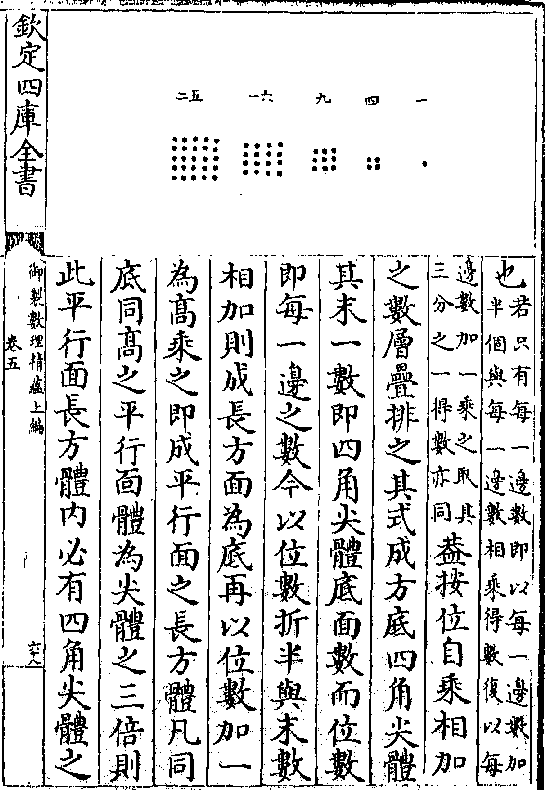 一
四
九
一六
二五
也若只有每一邊數即以每一邊數加
半個與每一邊數相乘得數復以每
邊數加一乘之取其
三分之一得數亦同葢按位自乘相加
之數層疊排之其式成方底四角尖體
其末一數即四角尖體底面數而位數
即每一邊之數今以位數折半與末數
相加則成長方面為底再以位數加一
為高乘之即成平行面之長方體凡同
底同高之平行面體為尖體之三倍則
此平行面長方體內必有四角尖體之
欽定四庫全書
御製數理精蘊上編
卷五